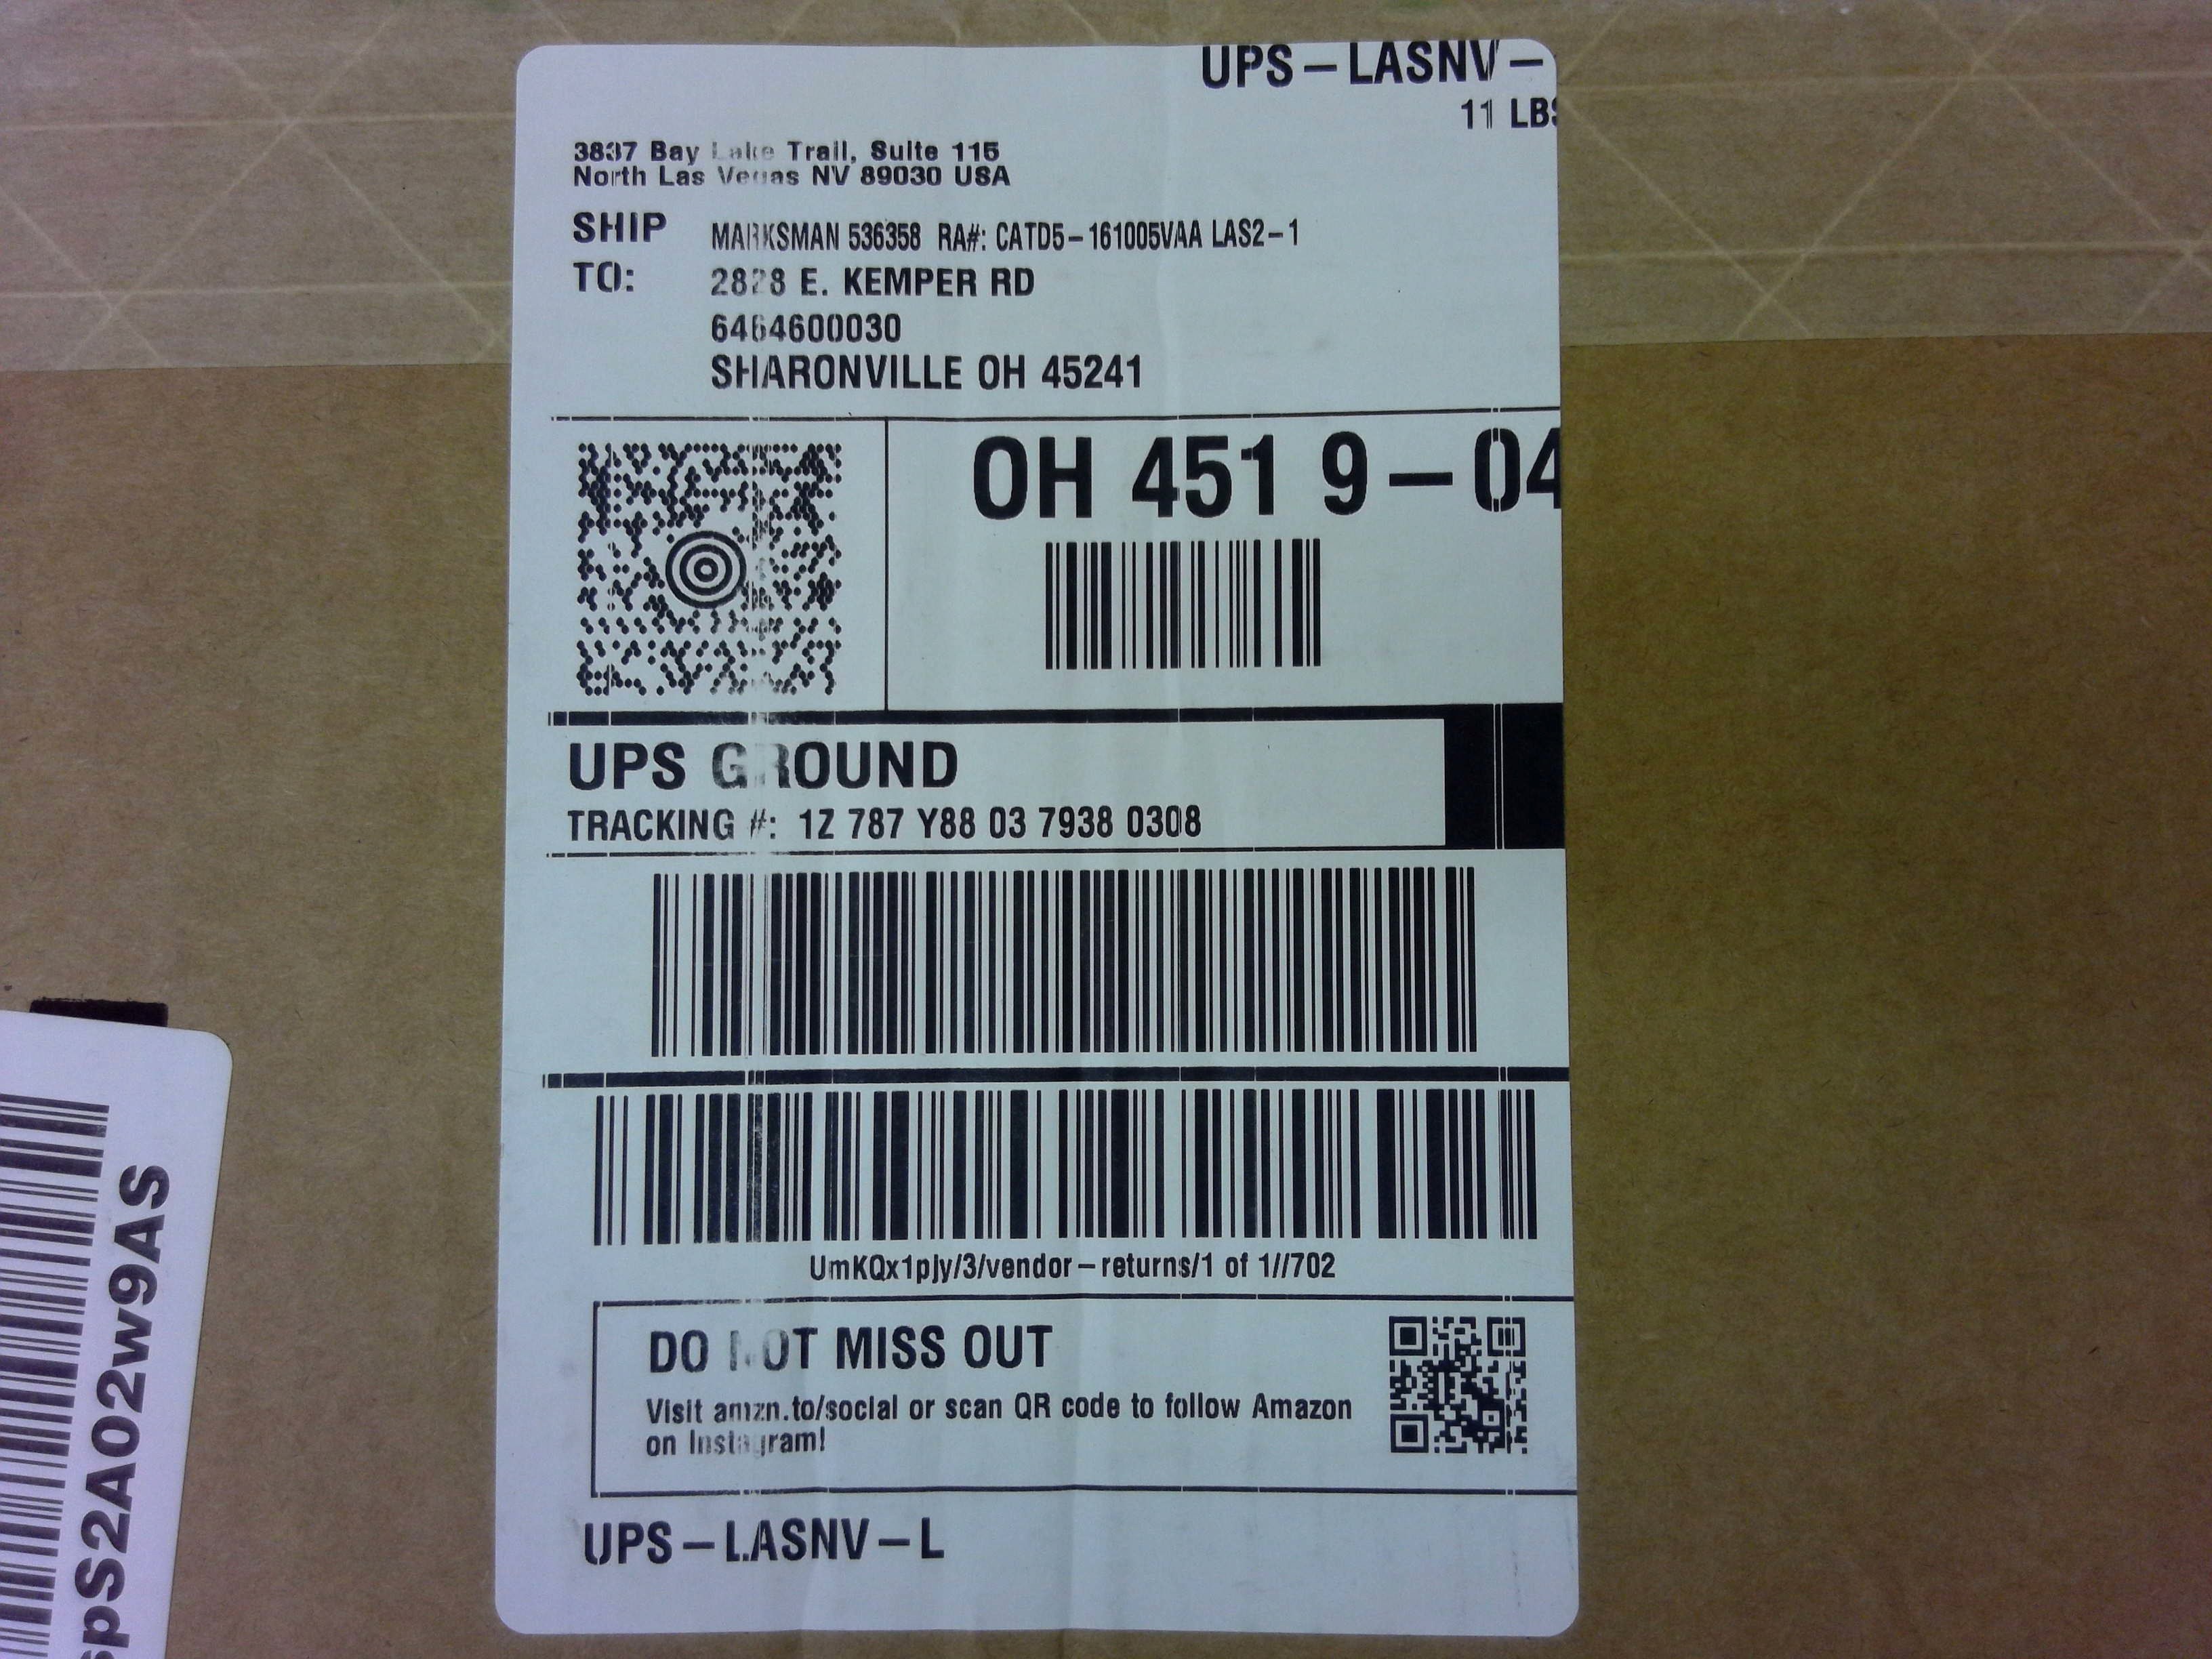 UPS–LASNV–
11 LBS
3837 Bay Lake Trail, Suite 115
North Las Vegas NV 89030 USA
SHIP TO:
MARKSMAN 536358 RA#: CATD5–161005VAA LAS2–1
2828 E. KEMPER RD
6464600030
SHARONVILLE OH 45241
OH 451 9–04
UPS GROUND
TRACKING #: 1Z 787 Y88 03 7938 0308
UmKQx1pjy/3/vendor–returns/1 of 1//702
DO NOT MISS OUT
Visit amzn.to/social or scan QR code to follow Amazon
on Instagram!
UPS–LASNV–L
spS2A02w9AS